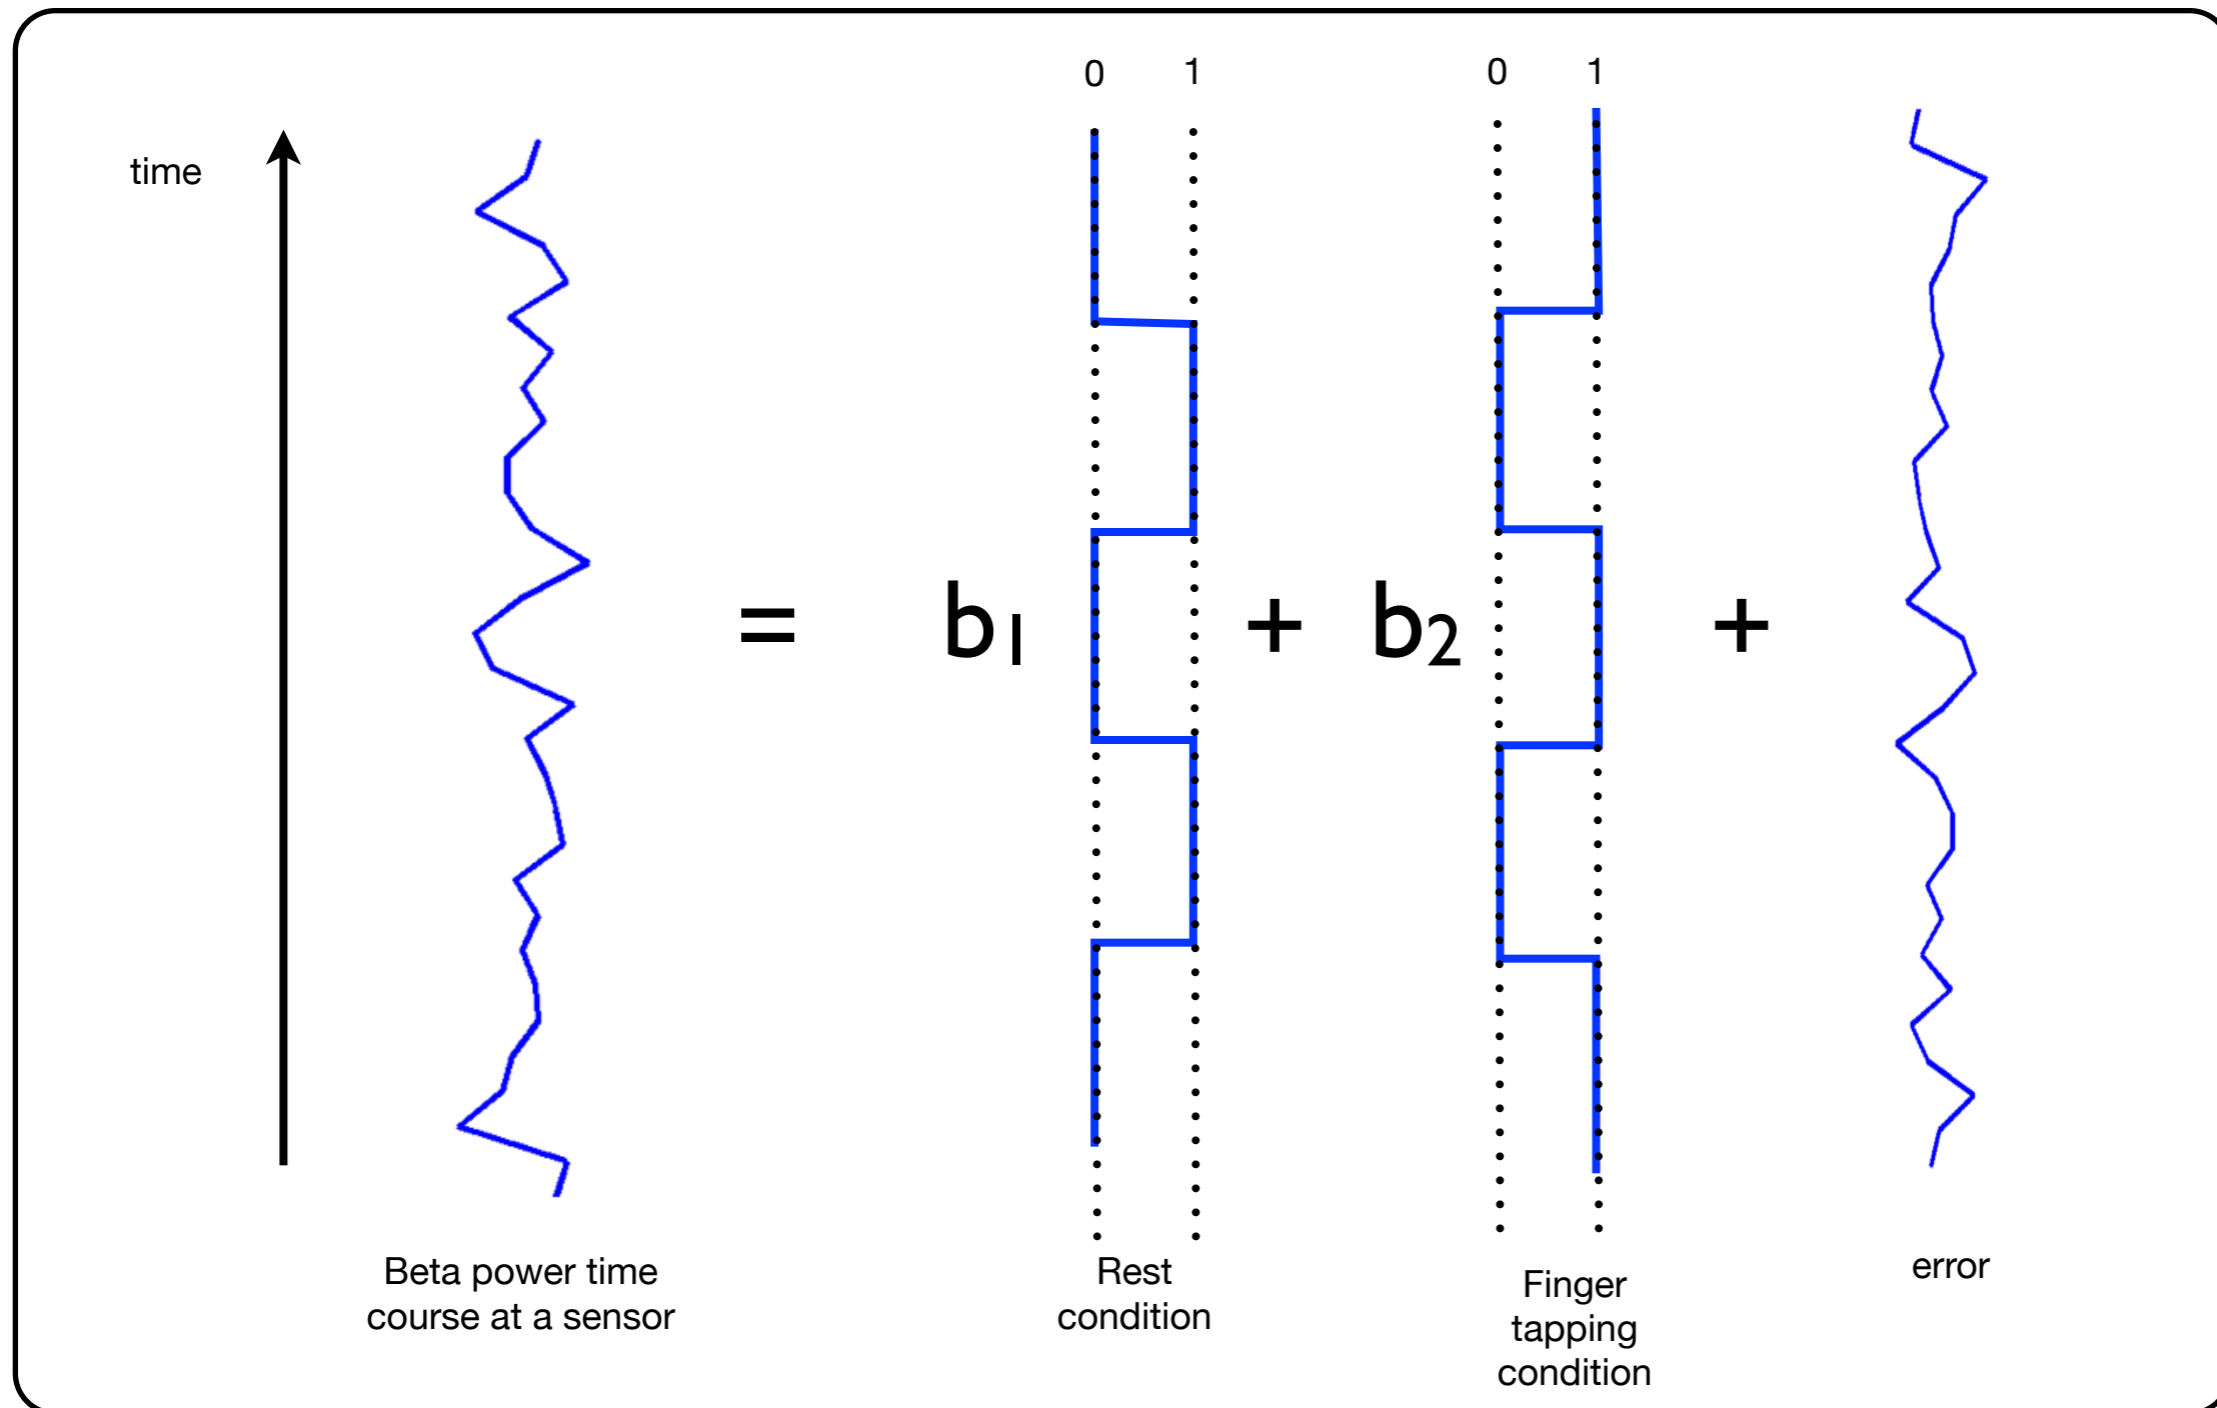 0 1
0 1
time
= b1 + b2 +
Beta power time
course at a sensor
Rest
condition
Finger
tapping
condition
error